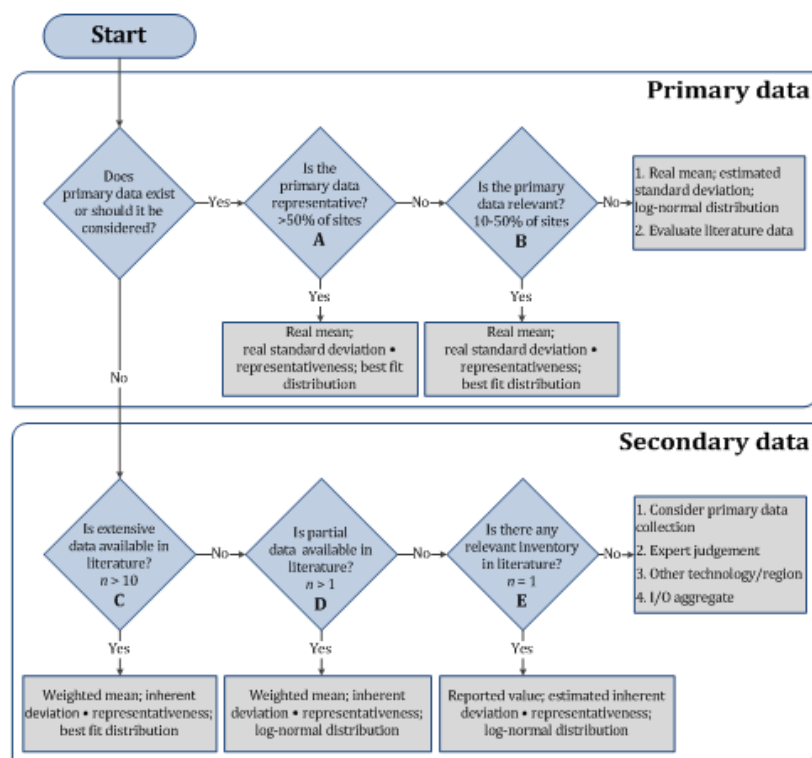 Start
Primary data
Does
primary data exist
or should it be
considered?
Yes
Is the
primary data
representative?
>50% of sites
A
No
Is the primary
data relevant?
10-50% of sites
B
No
1. Real mean; estimated
standard deviation;
log-normal distribution
2. Evaluate literature data
Yes
Yes
Real mean;
real standard deviation •
representativeness; best fit
distribution
Real mean;
real standard deviation •
representativeness;
best fit distribution
No
Secondary data
Is extensive
data available in
literature?
n > 10
C
No
Is partial
data available in
literature?
n > 1
D
No
Is there any
relevant inventory
in literature?
n = 1
E
No
1. Consider primary data
collection
2. Expert judgement
3. Other technology/region
4. I/O aggregate
Yes
Yes
Yes
Weighted mean; inherent
deviation • representativeness;
best fit distribution
Weighted mean; inherent
deviation • representativeness;
log-normal distribution
Reported value; estimated inherent
deviation • representativeness;
log-normal distribution